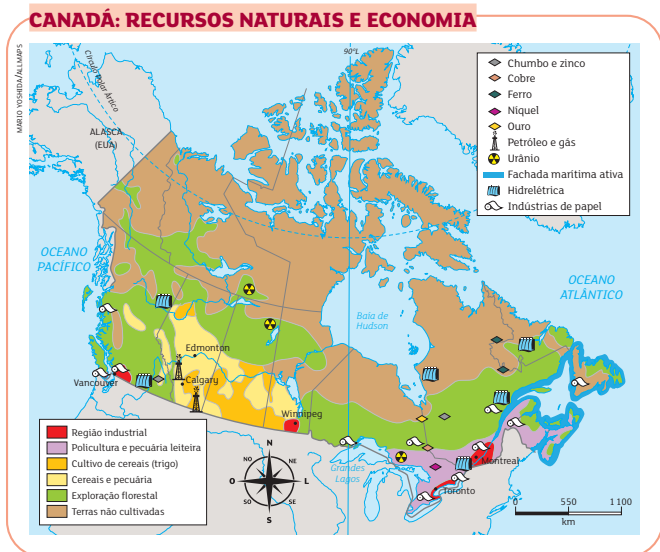 CANADÁ: RECURSOS NATURAIS E ECONOMIA
MARIO YOSHIDA/ALLMAPS
Círculo Polar Ártico
90°L
ALASCA
(EUA)
Chumbo e zinco
Cobre
Ferro
Níquel
Ouro
Petróleo e gás
Urânio
Fachada marítima ativa
Hidrelétrica
Indústrias de papel
OCEANO
PACÍFICO
OCEANO
ATLÂNTICO
Baía de
Hudson
Edmonton
Vancouver
Calgary
Winnipeg
Grandes
Lagos
Montreal
Toronto
Região industrial
Policultura e pecuária leiteira
Cultivo de cereais (trigo)
Cereais e pecuária
Exploração florestal
Terras não cultivadas
N
NO
NE
O
L
SO
SE
S
0 550 1 100
km